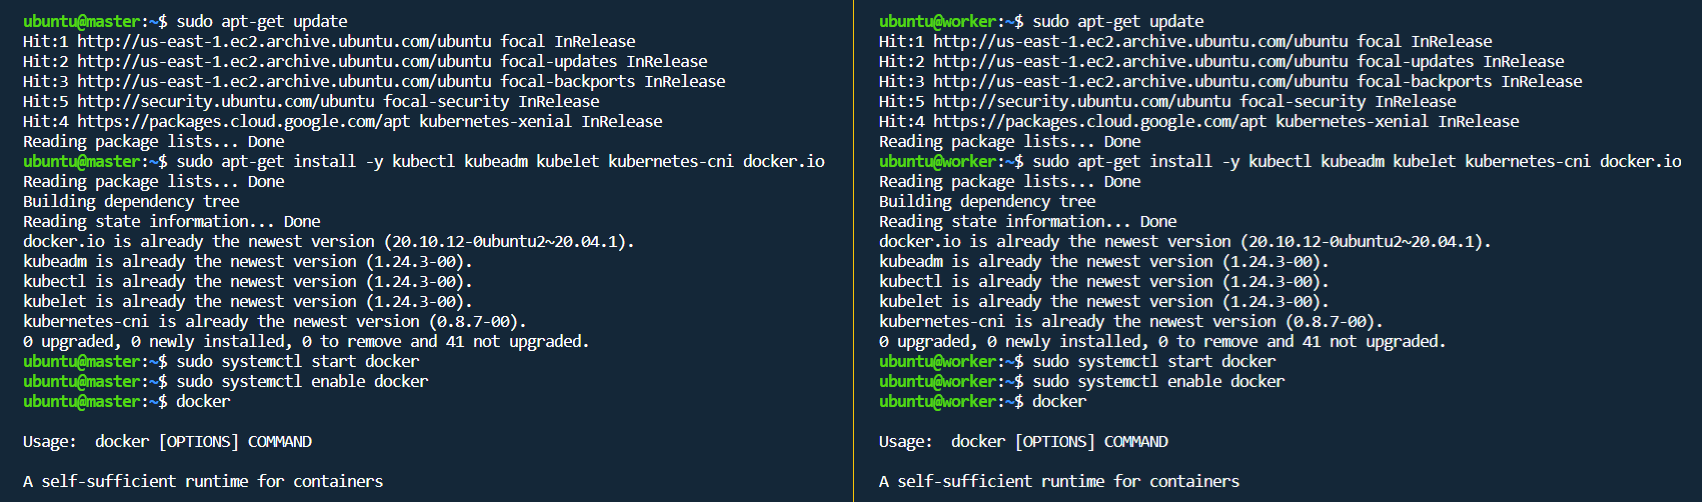 ubuntu@master:~$ sudo apt-get update
Hit:1 http://us-east-1.ec2.archive.ubuntu.com/ubuntu focal InRelease
Hit:2 http://us-east-1.ec2.archive.ubuntu.com/ubuntu focal-updates InRelease
Hit:3 http://us-east-1.ec2.archive.ubuntu.com/ubuntu focal-backports InRelease
Hit:5 http://security.ubuntu.com/ubuntu focal-security InRelease
Hit:4 https://packages.cloud.google.com/apt kubernetes-xenial InRelease
Reading package lists... Done
ubuntu@master:~$ sudo apt-get install -y kubectl kubeadm kubelet kubernetes-cni docker.io
Reading package lists... Done
Building dependency tree
Reading state information... Done
docker.io is already the newest version (20.10.12-0ubuntu2~20.04.1).
kubeadm is already the newest version (1.24.3-00).
kubectl is already the newest version (1.24.3-00).
kubelet is already the newest version (1.24.3-00).
kubernetes-cni is already the newest version (0.8.7-00).
0 upgraded, 0 newly installed, 0 to remove and 41 not upgraded.
ubuntu@master:~$ sudo systemctl start docker
ubuntu@master:~$ sudo systemctl enable docker
ubuntu@master:~$ docker
Usage:  docker [OPTIONS] COMMAND
A self-sufficient runtime for containers
ubuntu@worker:~$ sudo apt-get update
Hit:1 http://us-east-1.ec2.archive.ubuntu.com/ubuntu focal InRelease
Hit:2 http://us-east-1.ec2.archive.ubuntu.com/ubuntu focal-updates InRelease
Hit:3 http://us-east-1.ec2.archive.ubuntu.com/ubuntu focal-backports InRelease
Hit:5 http://security.ubuntu.com/ubuntu focal-security InRelease
Hit:4 https://packages.cloud.google.com/apt kubernetes-xenial InRelease
Reading package lists... Done
ubuntu@worker:~$ sudo apt-get install -y kubectl kubeadm kubelet kubernetes-cni docker.io
Reading package lists... Done
Building dependency tree
Reading state information... Done
docker.io is already the newest version (20.10.12-0ubuntu2~20.04.1).
kubeadm is already the newest version (1.24.3-00).
kubectl is already the newest version (1.24.3-00).
kubelet is already the newest version (1.24.3-00).
kubernetes-cni is already the newest version (0.8.7-00).
0 upgraded, 0 newly installed, 0 to remove and 41 not upgraded.
ubuntu@worker:~$ sudo systemctl start docker
ubuntu@worker:~$ sudo systemctl enable docker
ubuntu@worker:~$ docker
Usage:  docker [OPTIONS] COMMAND
A self-sufficient runtime for containers